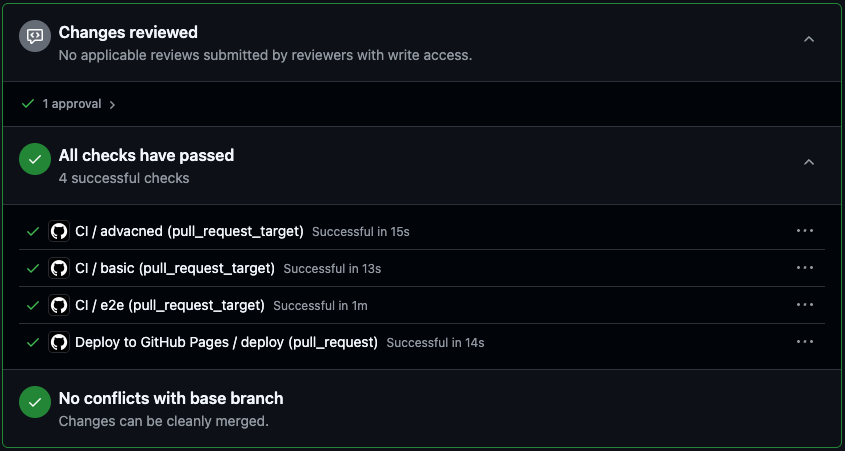 Changes reviewed
No applicable reviews submitted by reviewers with write access.
1 approval
All checks have passed
4 successful checks
CI / advacned (pull_request_target) Successful in 15s
CI / basic (pull_request_target) Successful in 13s
CI / e2e (pull_request_target) Successful in 1m
Deploy to GitHub Pages / deploy (pull_request) Successful in 14s
No conflicts with base branch
Changes can be cleanly merged.